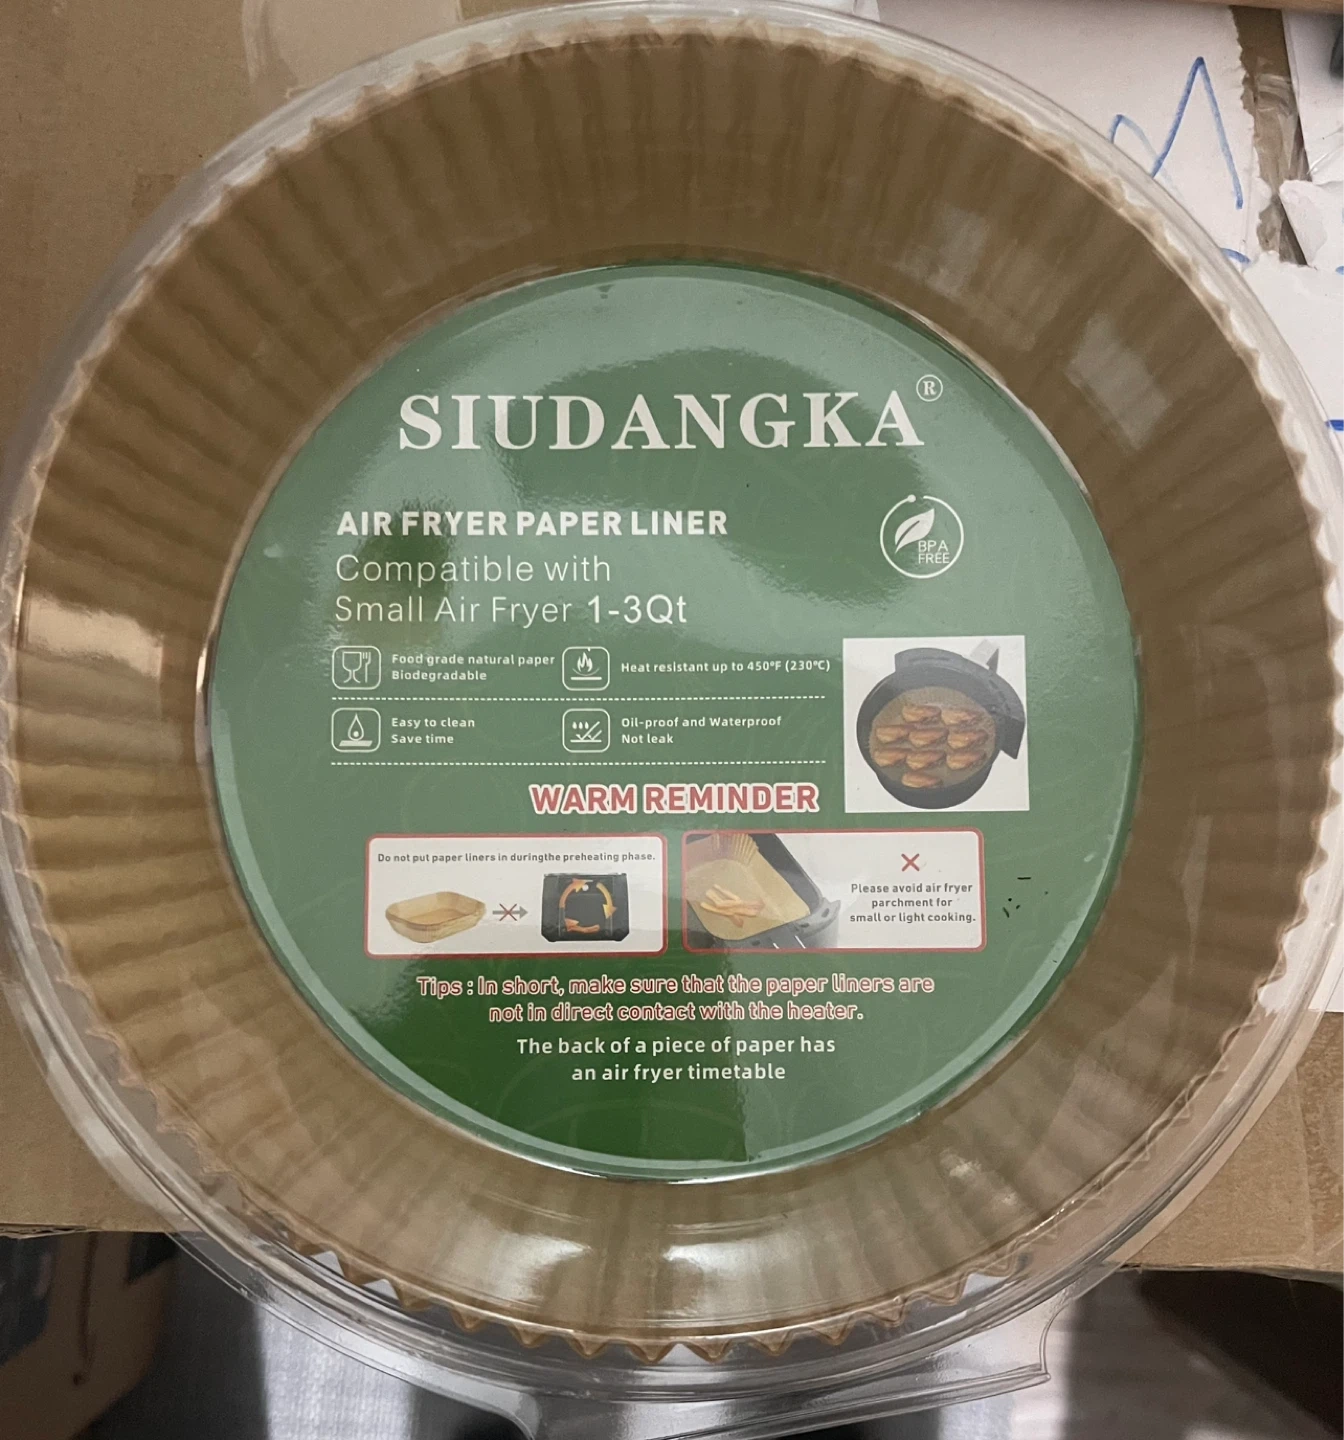 SIUDANGKA®
AIR FRYER PAPER LINER
Compatible with
Small Air Fryer 1-3Qt
BPA
FREE
Food grade natural paper
Biodegradable
Heat resistant up to 450°F (230°C)
Easy to clean
Save time
Oil-proof and Waterproof
Not leak
WARM REMINDER
Do not put paper liners in duringthe preheating phase.
Please avoid air fryer
parchment for
small or light cooking.
Tips : In short, make sure that the paper liners are
not in direct contact with the heater.
The back of a piece of paper has
an air fryer timetable